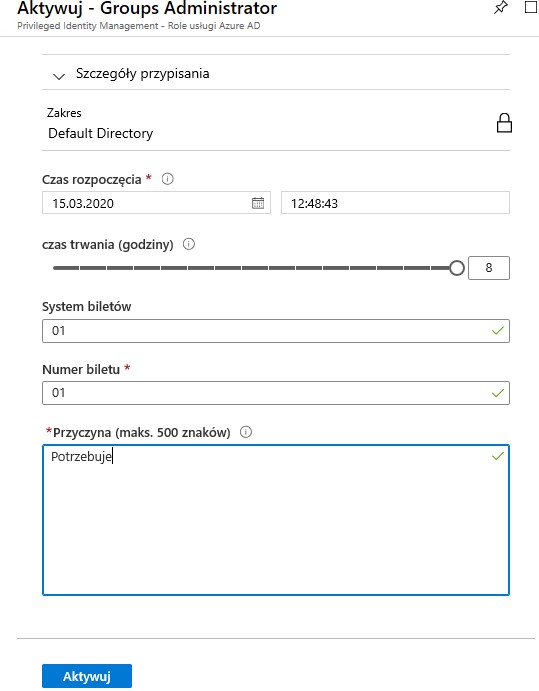 Aktywuj - Groups Administrator
Privileged Identity Management - Role usługi Azure AD
Szczegóły przypisania
Zakres
Default Directory
Czas rozpoczęcia *
15.03.2020 12:48:43
czas trwania (godziny)
8
System biletów
01
Numer biletu *
01
*Przyczyna (maks. 500 znaków)
Potrzebuje
Aktywuj